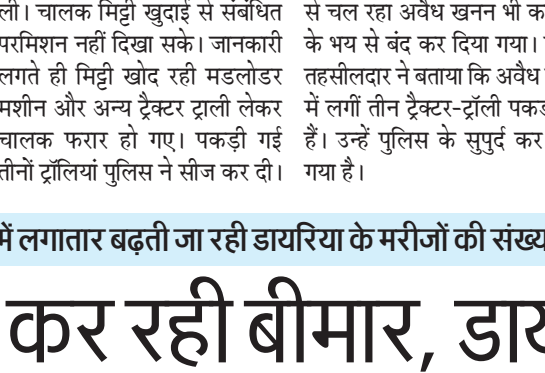 ली। चालक मिट्टी खुदाई से संबंधित
परमिशन नहीं दिखा सके। जानकारी
लगते ही मिट्टी खोद रही मडलोडर
मशीन और अन्य ट्रैक्टर ट्राली लेकर
चालक फरार हो गए। पकड़ी गई
तीनों ट्रॉलियां पुलिस ने सीज कर दी।
से चल रहा अवैध खनन भी
के भय से बंद कर दिया गया।
तहसीलदार ने बताया कि अवैध
में लगीं तीन ट्रैक्टर-ट्रॉली
हैं। उन्हें पुलिस के सुपुर्द कर
गया है।
में लगातार बढ़ती जा रही डायरिया के मरीजों की
कर रही बीमार,